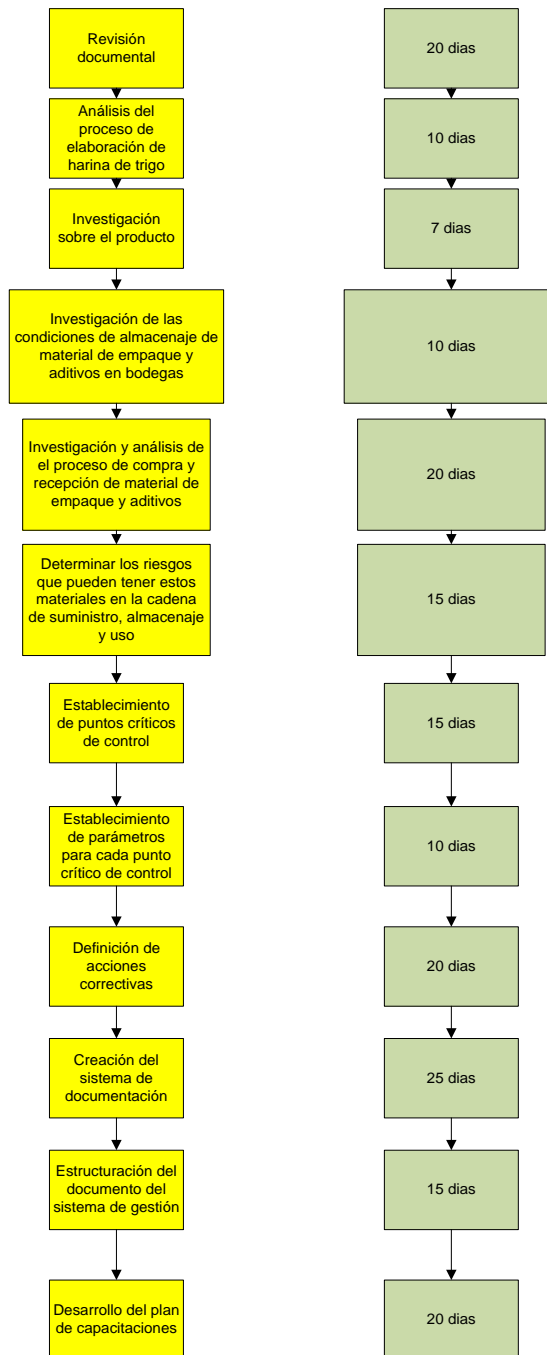 Revisión
documental
20 dias
Análisis del
proceso de
elaboración de
harina de trigo
10 dias
Investigación
sobre el producto
7 dias
Investigación de las
condiciones de almacenaje de
material de empaque y
aditivos en bodegas
10 dias
Investigación y análisis de
el proceso de compra y
recepción de material de
empaque y aditivos
20 dias
Determinar los riesgos
que pueden tener estos
materiales en la cadena
de suministro, almacenaje
y uso
15 dias
Establecimiento
de puntos críticos
de control
15 dias
Establecimiento
de parámetros
para cada punto
crítico de control
10 dias
Definición de
acciones
correctivas
20 dias
Creación del
sistema de
documentación
25 dias
Estructuración del
documento del
sistema de gestión
15 dias
Desarrollo del plan
de capacitaciones
20 dias